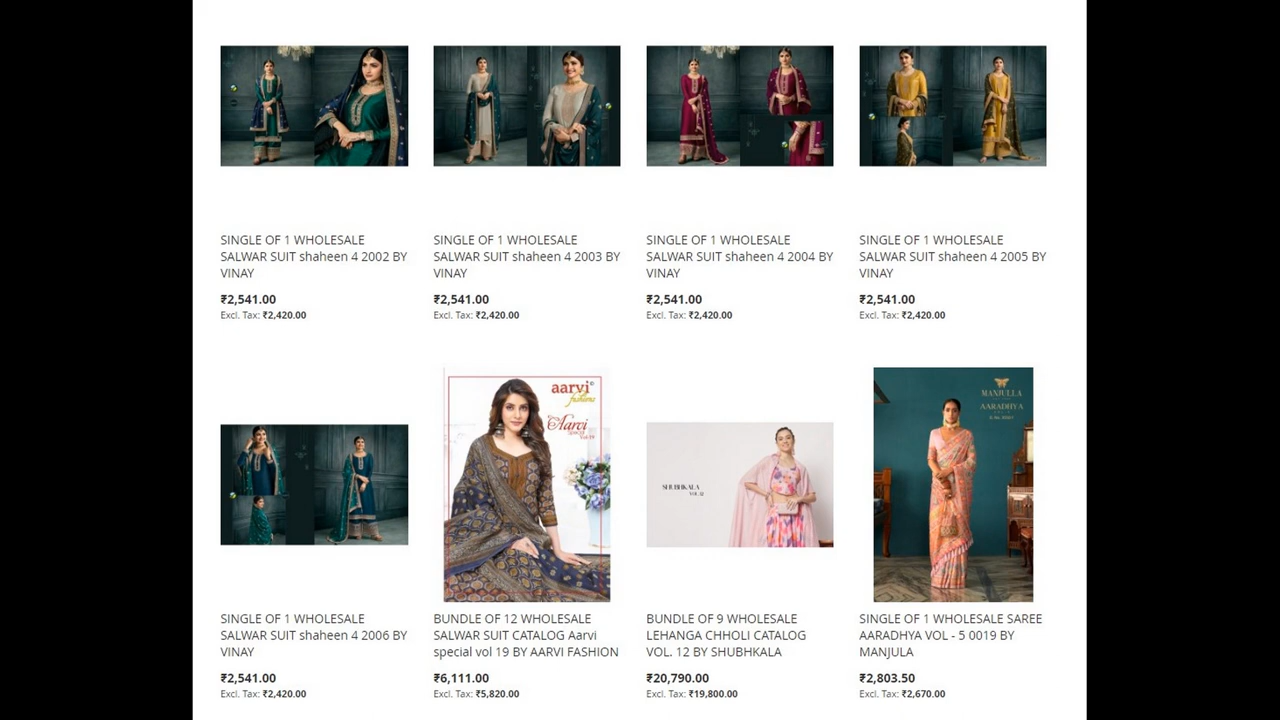 SINGLE OF 1 WHOLESALE
SALWAR SUIT shaheen 4 2002 BY
VINAY
₹2,541.00
Excl. Tax: ₹2,420.00
SINGLE OF 1 WHOLESALE
SALWAR SUIT shaheen 4 2003 BY
VINAY
₹2,541.00
Excl. Tax: ₹2,420.00
SINGLE OF 1 WHOLESALE
SALWAR SUIT shaheen 4 2004 BY
VINAY
₹2,541.00
Excl. Tax: ₹2,420.00
SINGLE OF 1 WHOLESALE
SALWAR SUIT shaheen 4 2005 BY
VINAY
₹2,541.00
Excl. Tax: ₹2,420.00
SINGLE OF 1 WHOLESALE
SALWAR SUIT shaheen 4 2006 BY
VINAY
₹2,541.00
Excl. Tax: ₹2,420.00
aarvi
fashions
Aarvi
BUNDLE OF 12 WHOLESALE
SALWAR SUIT CATALOG Aarvi
special vol 19 BY AARVI FASHION
₹6,111.00
Excl. Tax: ₹5,820.00
SHUBHKALA
VOL.12
BUNDLE OF 9 WHOLESALE
LEHANGA CHHOLI CATALOG
VOL. 12 BY SHUBHKALA
₹20,790.00
Excl. Tax: ₹19,800.00
MANJULLA
AARADHYA
SINGLE OF 1 WHOLESALE SAREE
AARADHYA VOL - 5 0019 BY
MANJULA
₹2,803.50
Excl. Tax: ₹2,670.00